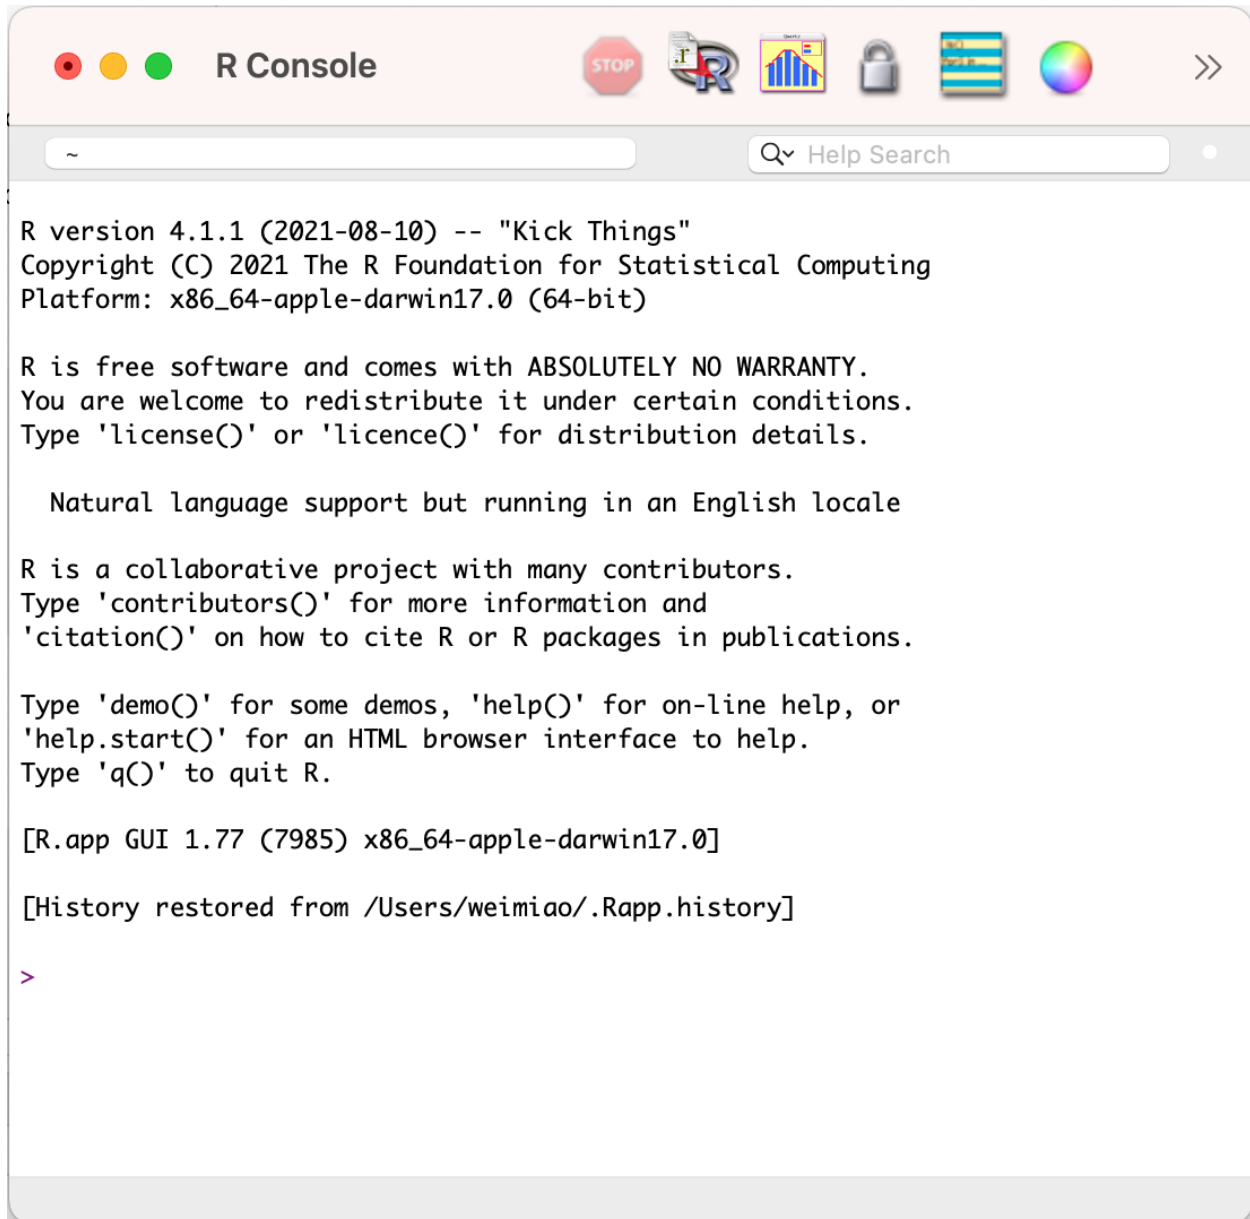 R Console
STOP
~
Help Search
R version 4.1.1 (2021-08-10) -- "Kick Things"
Copyright (C) 2021 The R Foundation for Statistical Computing
Platform: x86_64-apple-darwin17.0 (64-bit)
R is free software and comes with ABSOLUTELY NO WARRANTY.
You are welcome to redistribute it under certain conditions.
Type 'license()' or 'licence()' for distribution details.
Natural language support but running in an English locale
R is a collaborative project with many contributors.
Type 'contributors()' for more information and
'citation()' on how to cite R or R packages in publications.
Type 'demo()' for some demos, 'help()' for on-line help, or
'help.start()' for an HTML browser interface to help.
Type 'q()' to quit R.
[R.app GUI 1.77 (7985) x86_64-apple-darwin17.0]
[History restored from /Users/weimiao/.Rapp.history]
>